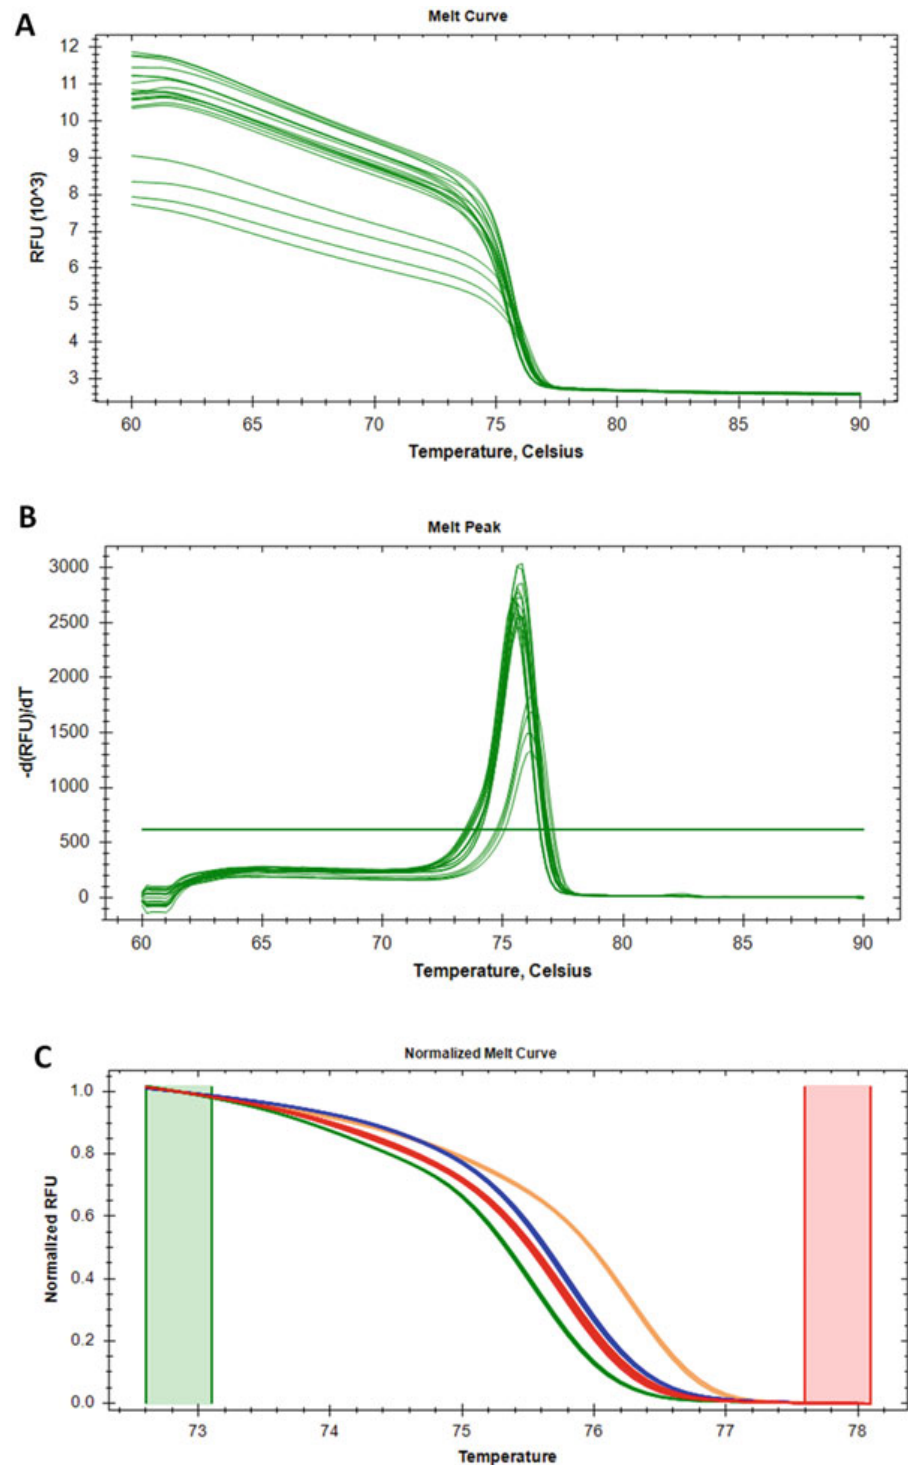 A
Melt Curve
12
11
10
9
8
7
6
5
4
3
RFU (10^3)
60 65 70 75 80 85 90
Temperature, Celsius
B
Melt Peak
3000
2500
2000
1500
1000
500
0
-d(RFU)/dT
60 65 70 75 80 85 90
Temperature, Celsius
C
Normalized Melt Curve
1.0
0.8
0.6
0.4
0.2
0.0
Normalized RFU
73 74 75 76 77 78
Temperature